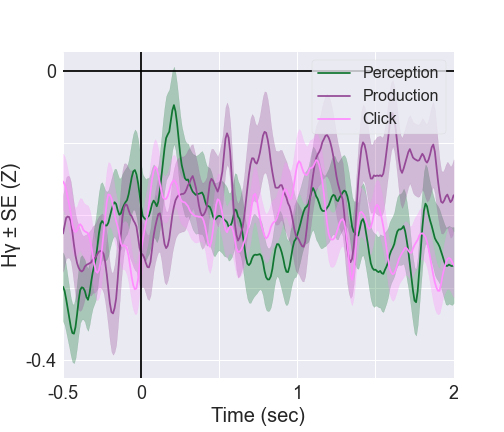 Hγ ± SE (Z)
0
-0.4
Perception
Production
Click
-0.5
0
1
2
Time (sec)